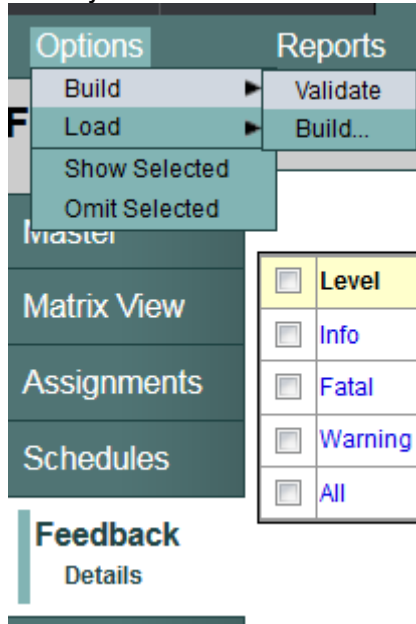 Options Reports
Build Validate
Load Build...
Show Selected
Omit Selected
Master
Matrix View
Assignments
Schedules
Feedback
Details
Level
Info
Fatal
Warning
All